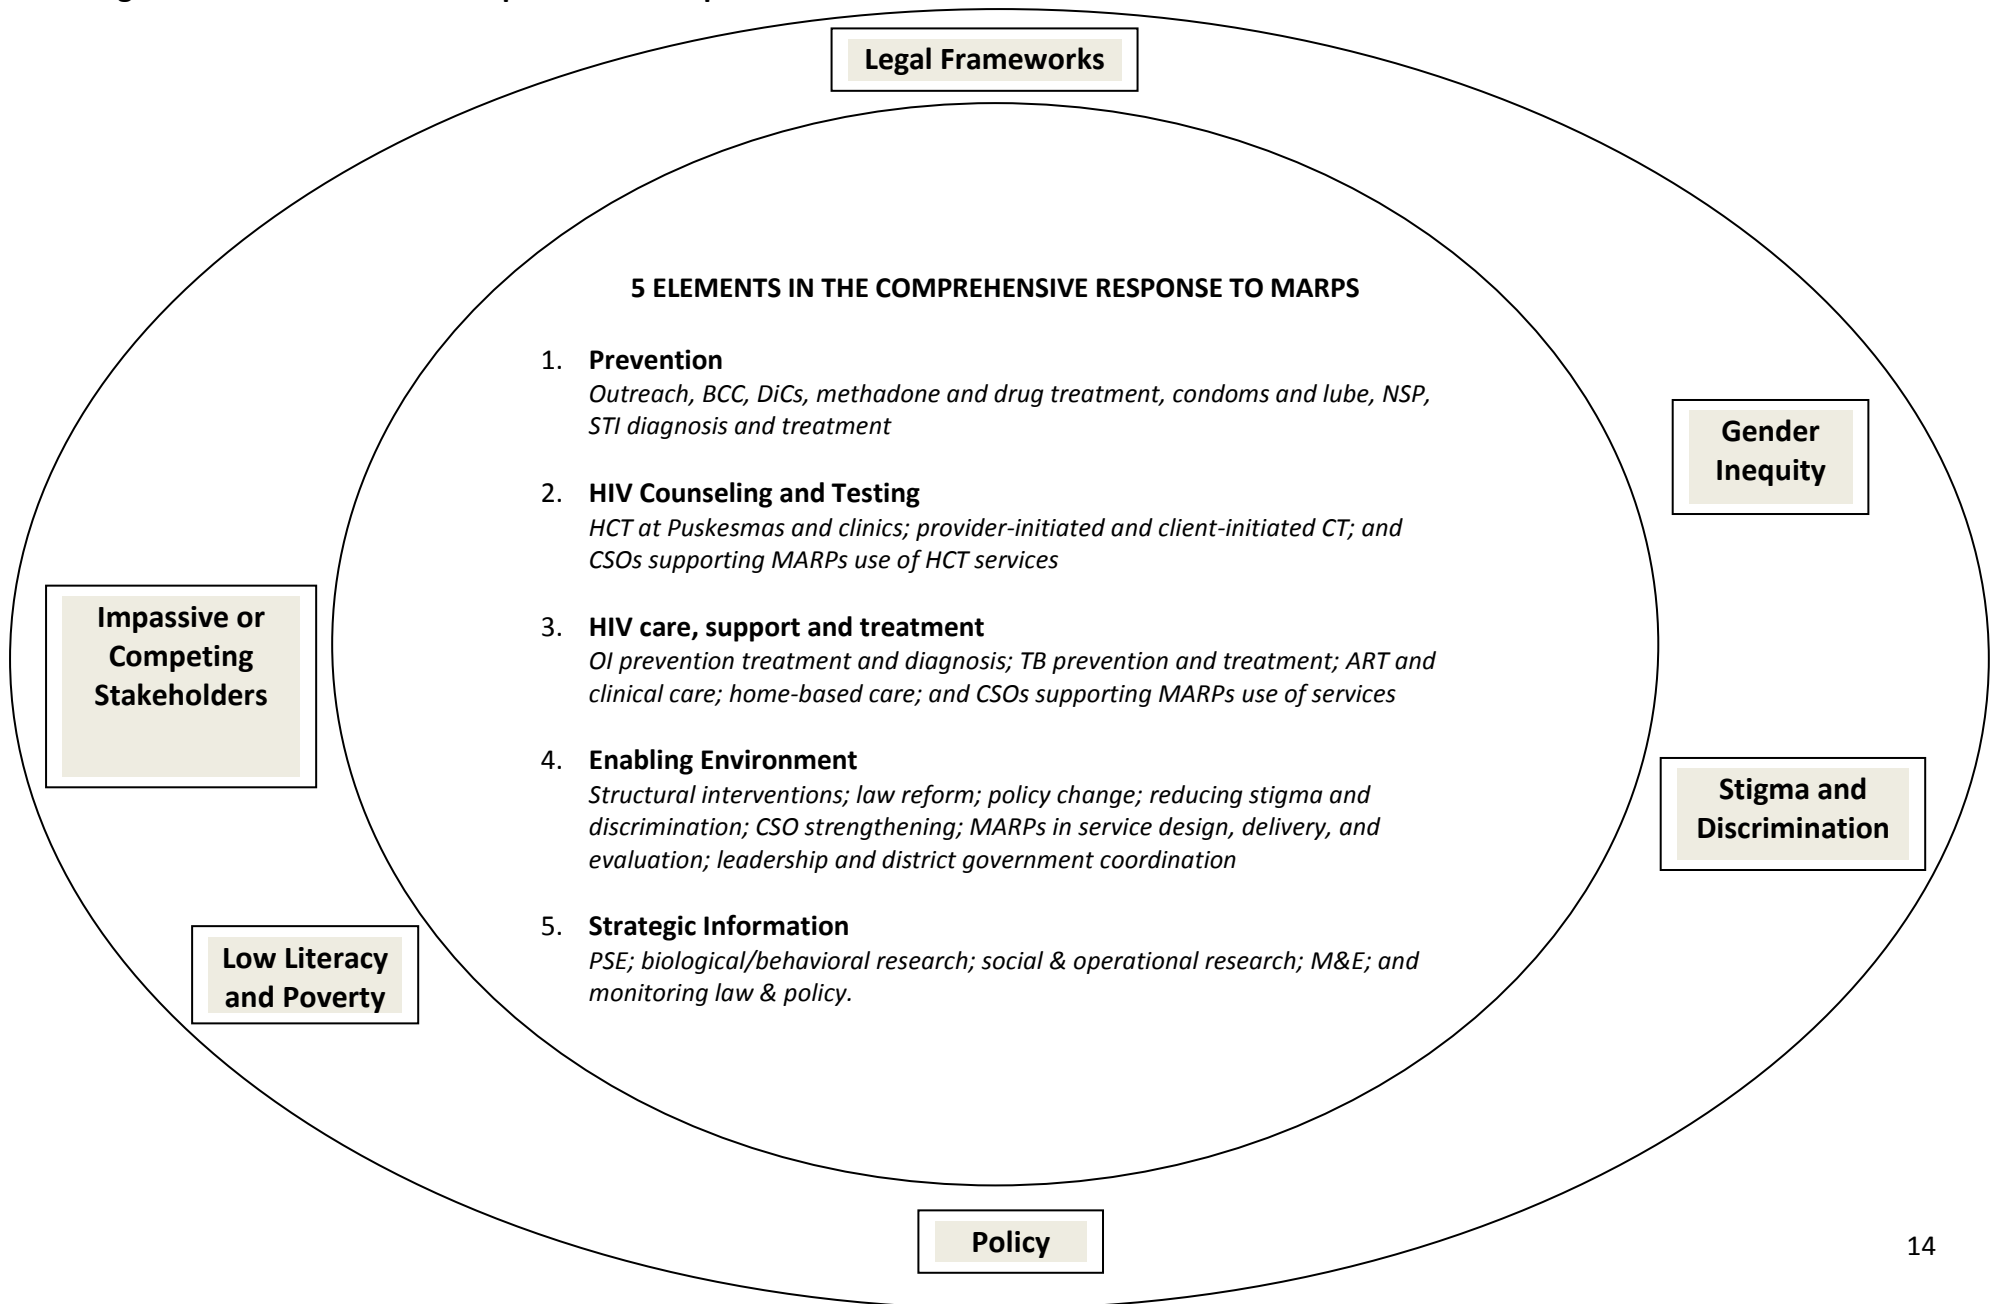 Legal Frameworks
5 ELEMENTS IN THE COMPREHENSIVE RESPONSE TO MARPS
1. Prevention
Outreach, BCC, DiCs, methadone and drug treatment, condoms and lube, NSP,
STI diagnosis and treatment
Gender
Inequity
2. HIV Counseling and Testing
HCT at Puskesmas and clinics; provider-initiated and client-initiated CT; and
CSOs supporting MARPs use of HCT services
Impassive or
Competing
Stakeholders
3. HIV care, support and treatment
OI prevention treatment and diagnosis; TB prevention and treatment; ART and
clinical care; home-based care; and CSOs supporting MARPs use of services
4. Enabling Environment
Structural interventions; law reform; policy change; reducing stigma and
discrimination; CSO strengthening; MARPs in service design, delivery, and
evaluation; leadership and district government coordination
Stigma and
Discrimination
5. Strategic Information
PSE; biological/behavioral research; social & operational research; M&E; and
monitoring law & policy.
Low Literacy
and Poverty
Policy
14